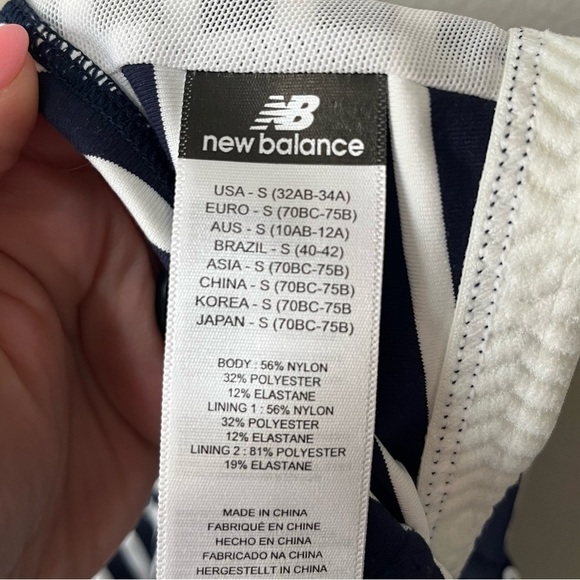 NB
new balance
USA - S (32AB-34A)
EURO - S (70BC-75B)
AUS - S (10AB-12A)
BRAZIL - S (40-42)
ASIA - S (70BC-75B)
CHINA - S (70BC-75B)
KOREA - S (70BC-75B
JAPAN - S (70BC-75B)
BODY : 56% NYLON
32% POLYESTER
12% ELASTANE
LINING 1 : 56% NYLON
32% POLYESTER
12% ELASTANE
LINING 2 : 81% POLYESTER
19% ELASTANE
MADE IN CHINA
FABRIQUÉ EN CHINE
HECHO EN CHINA
FABRICADO NA CHINA
HERGESTELLT IN CHINA